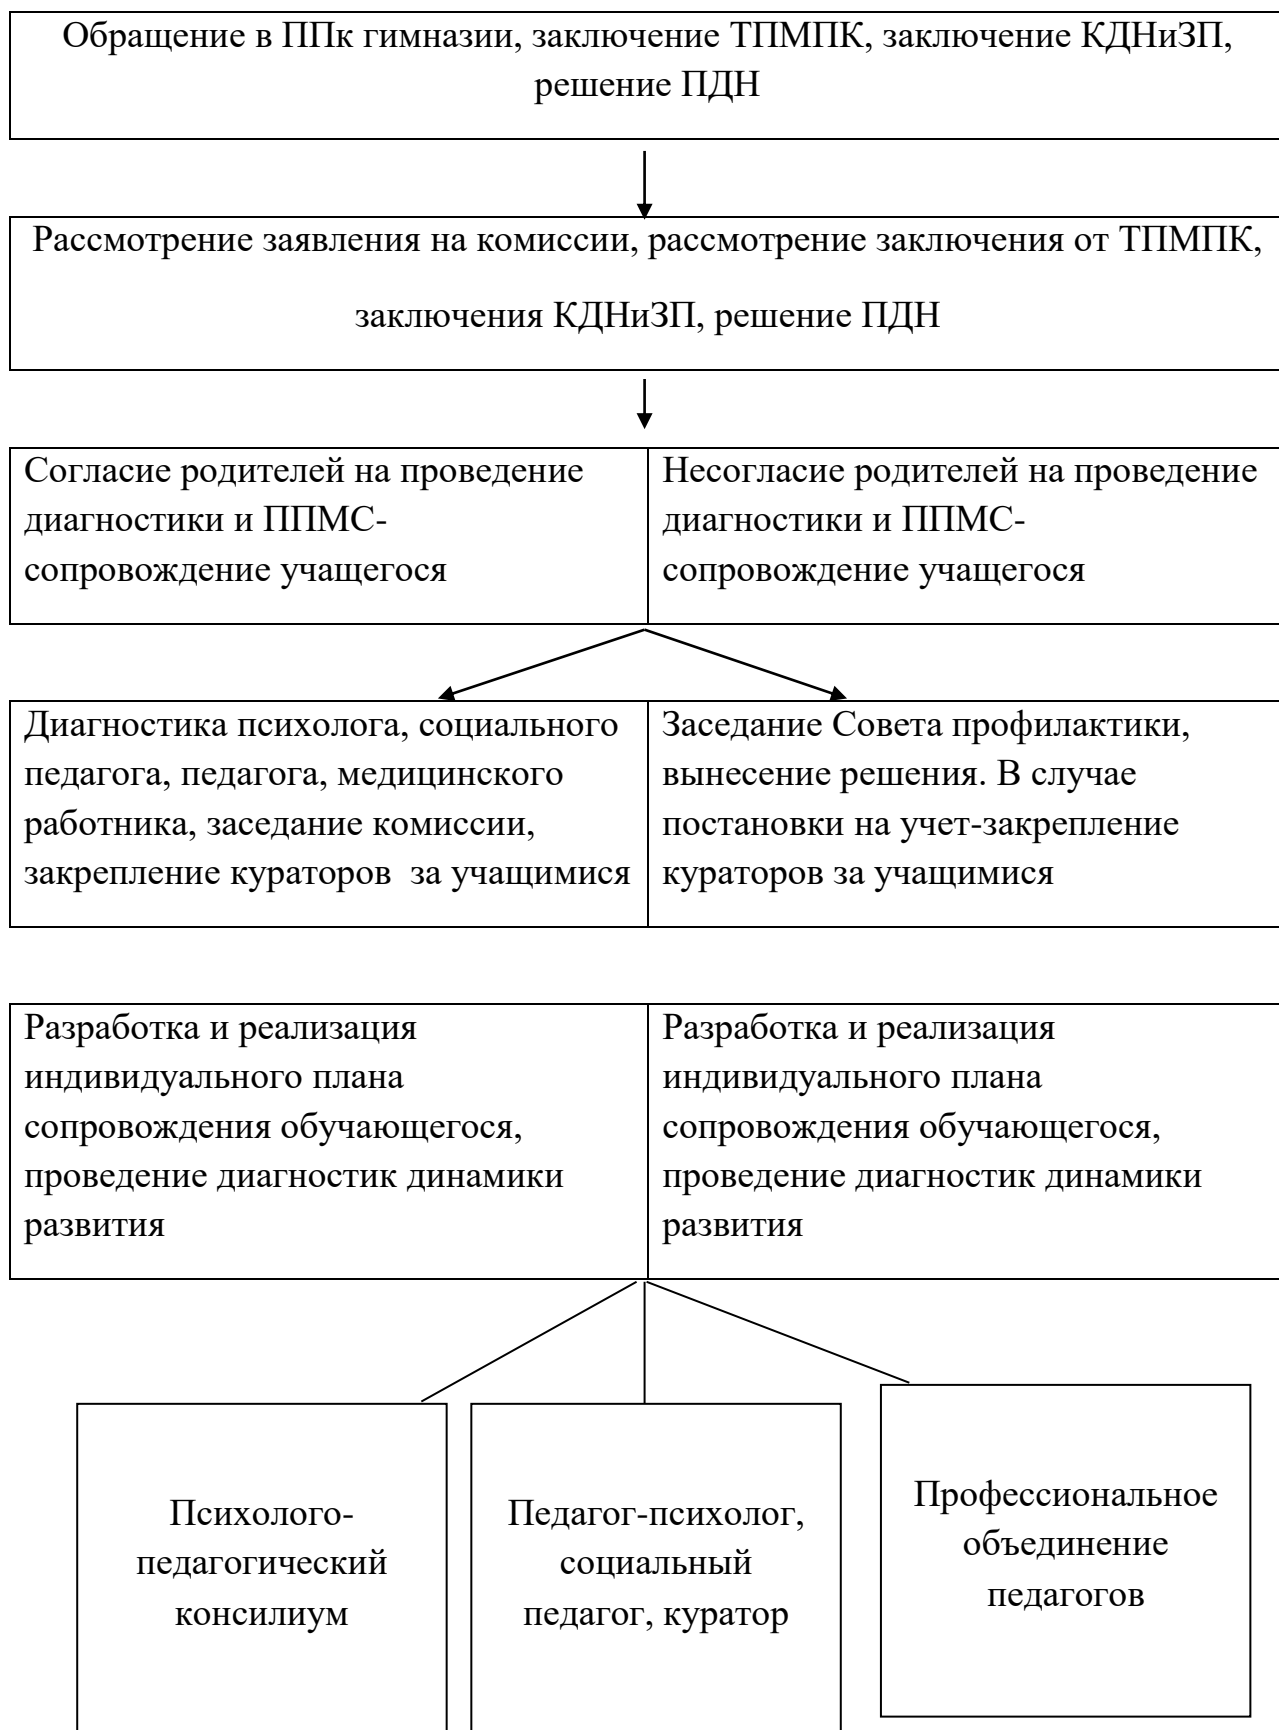 Обращение в ППк гимназии, заключение ТПМПК, заключение КДНиЗП,
решение ПДН
Рассмотрение заявления на комиссии, рассмотрение заключения от ТПМПК,
заключения КДНиЗП, решение ПДН
Согласие родителей на проведение
диагностики и ППМС-
сопровождение учащегося
Несогласие родителей на проведение
диагностики и ППМС-
сопровождение учащегося
Диагностика психолога, социального
педагога, педагога, медицинского
работника, заседание комиссии,
закрепление кураторов  за учащимися
Заседание Совета профилактики,
вынесение решения. В случае
постановки на учет-закрепление
кураторов за учащимися
Разработка и реализация
индивидуального плана
сопровождения обучающегося,
проведение диагностик динамики
развития
Разработка и реализация
индивидуального плана
сопровождения обучающегося,
проведение диагностик динамики
развития
Психолого-
педагогический
консилиум
Педагог-психолог,
социальный
педагог, куратор
Профессиональное
объединение
педагогов